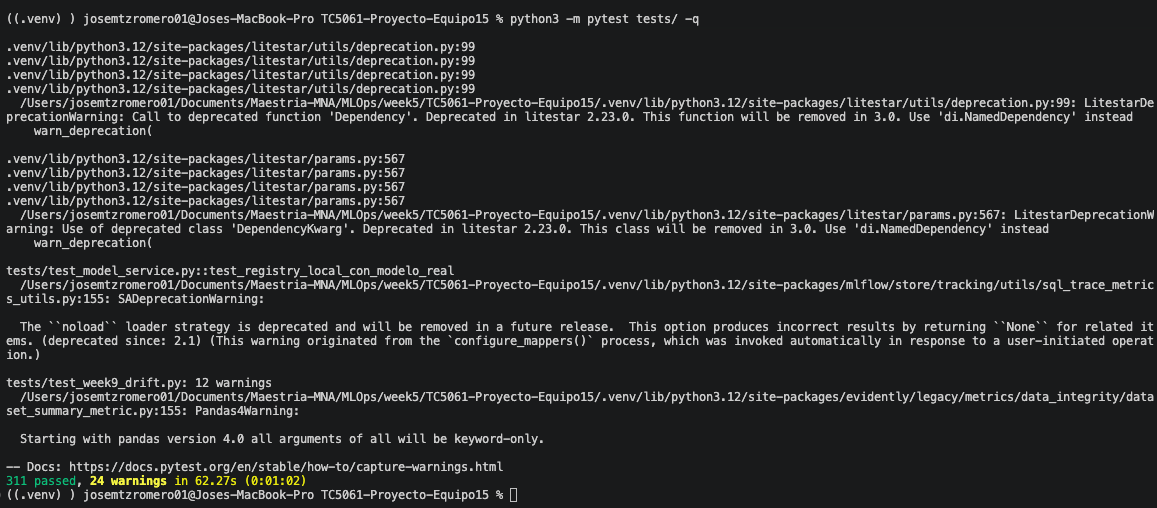 ((.venv) ) josemtzromero01@Joses-MacBook-Pro TC5061-Proyecto-Equipo15 % python3 -m pytest tests/ -q
.venv/lib/python3.12/site-packages/litestar/utils/deprecation.py:99
.venv/lib/python3.12/site-packages/litestar/utils/deprecation.py:99
.venv/lib/python3.12/site-packages/litestar/utils/deprecation.py:99
.venv/lib/python3.12/site-packages/litestar/utils/deprecation.py:99
  /Users/josemtzromero01/Documents/Maestria-MNA/MLOps/week5/TC5061-Proyecto-Equipo15/.venv/lib/python3.12/site-packages/litestar/utils/deprecation.py:99: LitestarDe
precationWarning: Call to deprecated function 'Dependency'. Deprecated in litestar 2.23.0. This function will be removed in 3.0. Use 'di.NamedDependency' instead
    warn_deprecation(
.venv/lib/python3.12/site-packages/litestar/params.py:567
.venv/lib/python3.12/site-packages/litestar/params.py:567
.venv/lib/python3.12/site-packages/litestar/params.py:567
.venv/lib/python3.12/site-packages/litestar/params.py:567
  /Users/josemtzromero01/Documents/Maestria-MNA/MLOps/week5/TC5061-Proyecto-Equipo15/.venv/lib/python3.12/site-packages/litestar/params.py:567: LitestarDeprecationW
arning: Use of deprecated class 'DependencyKwarg'. Deprecated in litestar 2.23.0. This class will be removed in 3.0. Use 'di.NamedDependency' instead
    warn_deprecation(
tests/test_model_service.py::test_registry_local_con_modelo_real
  /Users/josemtzromero01/Documents/Maestria-MNA/MLOps/week5/TC5061-Proyecto-Equipo15/.venv/lib/python3.12/site-packages/mlflow/store/tracking/utils/sql_trace_metric
s_utils.py:155: SADeprecationWarning:
  The ``noload`` loader strategy is deprecated and will be removed in a future release.  This option produces incorrect results by returning ``None`` for related it
ems. (deprecated since: 2.1) (This warning originated from the `configure_mappers()` process, which was invoked automatically in response to a user-initiated operat
ion.)
tests/test_week9_drift.py: 12 warnings
  /Users/josemtzromero01/Documents/Maestria-MNA/MLOps/week5/TC5061-Proyecto-Equipo15/.venv/lib/python3.12/site-packages/evidently/legacy/metrics/data_integrity/data
set_summary_metric.py:155: Pandas4Warning:
  Starting with pandas version 4.0 all arguments of all will be keyword-only.
-- Docs: https://docs.pytest.org/en/stable/how-to/capture-warnings.html
311 passed, 24 warnings in 62.27s (0:01:02)
((.venv) ) josemtzromero01@Joses-MacBook-Pro TC5061-Proyecto-Equipo15 %